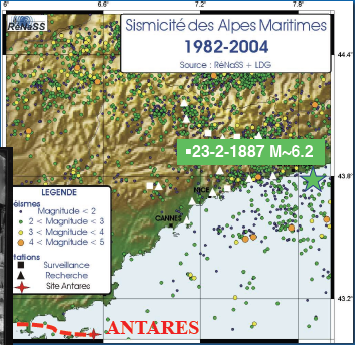 6° 6.6° 7.2° 7.8°
RéNaSS
Sismicité des Alpes Maritimes
1982-2004
Source : RéNaSS + LDG
44.4°
▪23-2-1887 M~6.2
43.8°
LEGENDE
éismes
Magnitude < 2
2 < Magnitude < 3
3 < Magnitude < 4
4 < Magnitude < 5
tations
Surveillance
Recherche
Site Antares
NICE
CANNES
43.2°
ANTARES